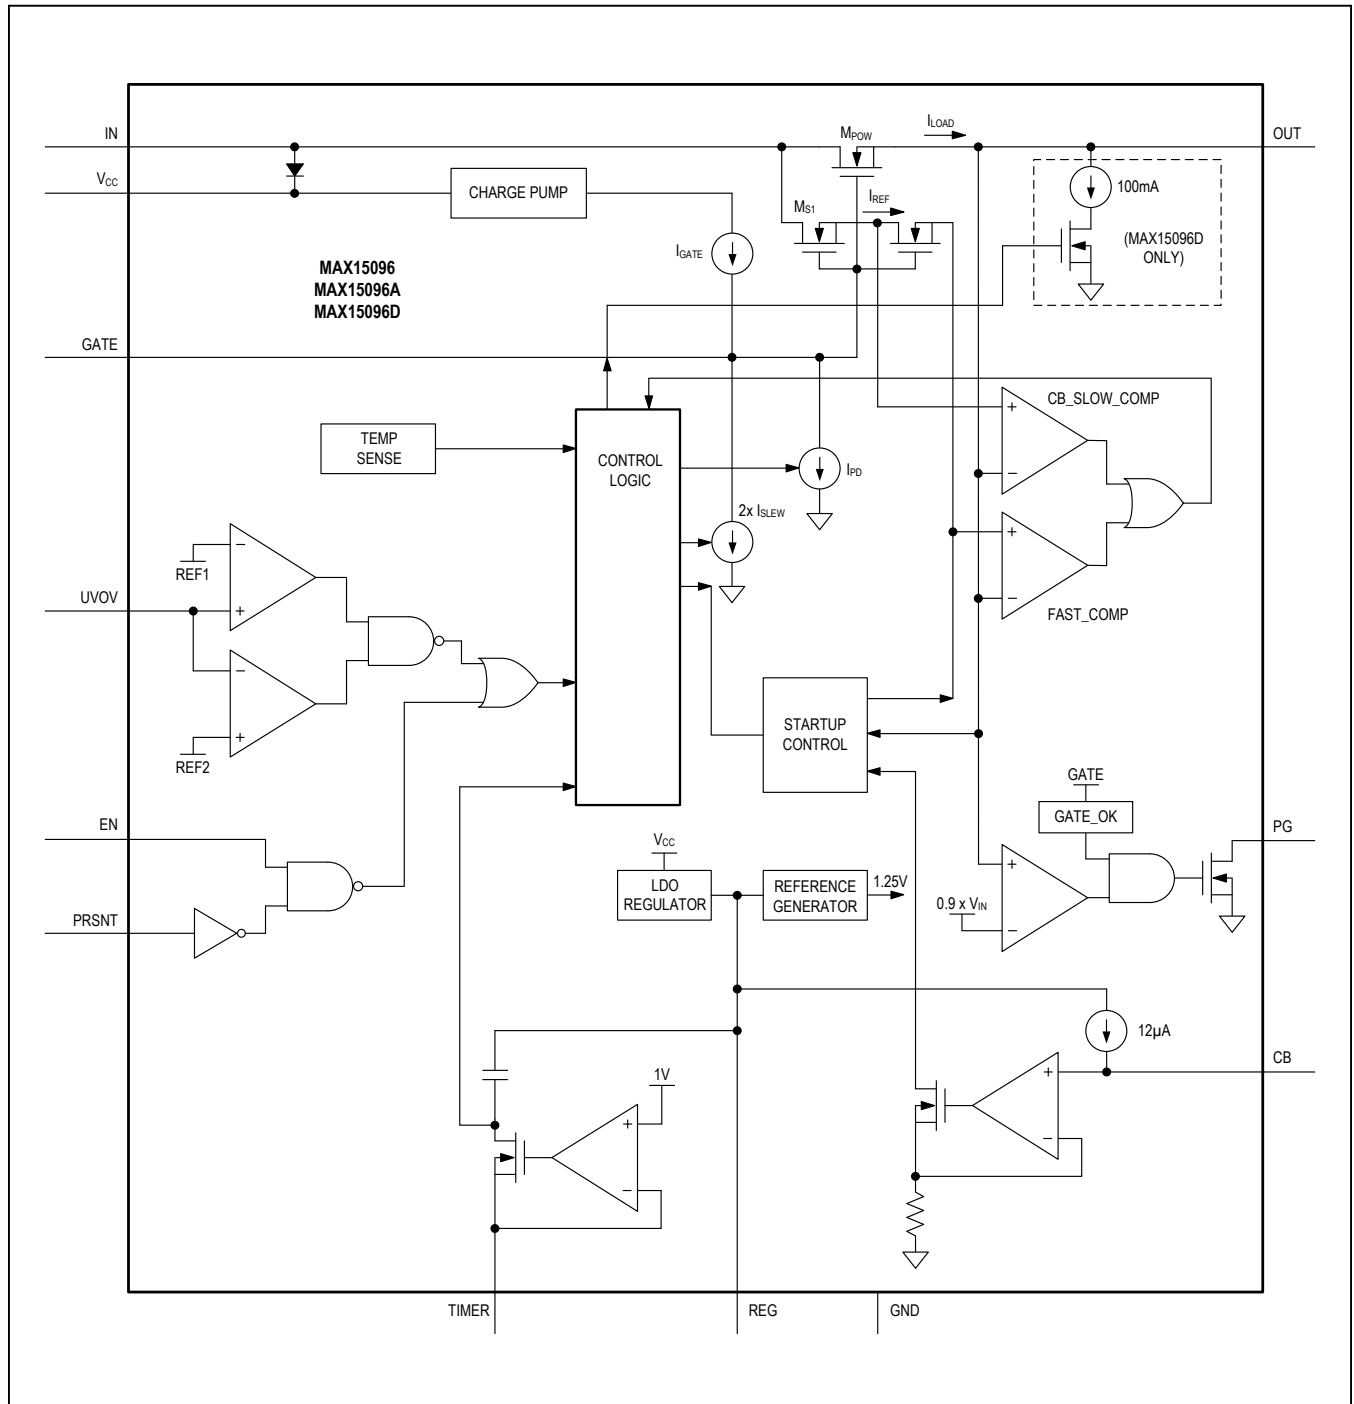 IN
OUT
VCC
CHARGE PUMP
MPOW
ILOAD
MS1
IREF
IGATE
100mA
(MAX15096D
ONLY)
MAX15096
MAX15096A
MAX15096D
GATE
TEMP
SENSE
CONTROL
LOGIC
IPD
2x ISLEW
+
CB_SLOW_COMP
−
+
−
FAST_COMP
−
REF1
UVOV
+
−
+
REF2
STARTUP
CONTROL
GATE
GATE_OK
PG
EN
PRSNT
VCC
LDO
REGULATOR
REFERENCE
GENERATOR
1.25V
+
0.9 x VIN
−
12µA
CB
+
−
1V
+
−
TIMER
REG
GND